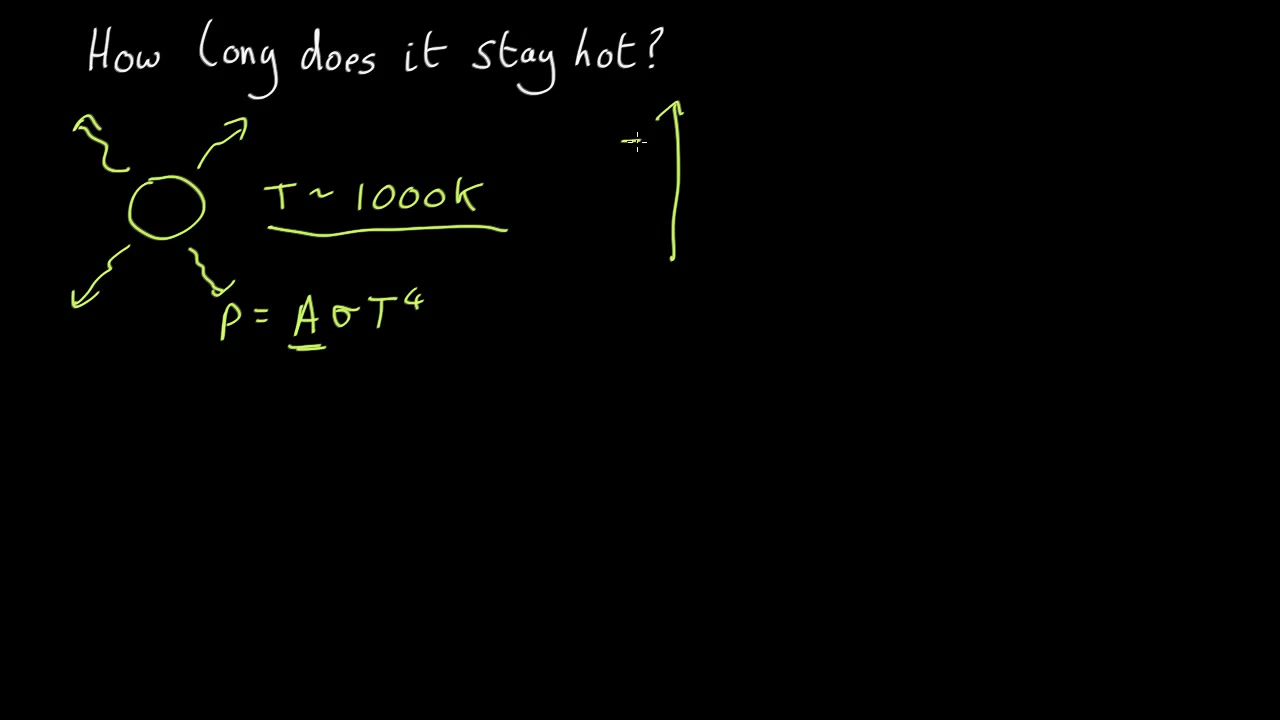 How long does it stay hot?
T ~ 1000K
P = AσT⁴